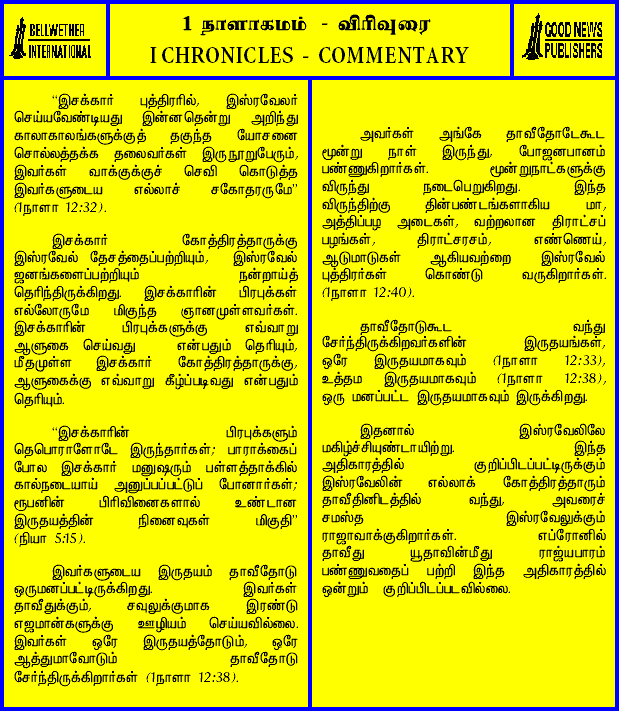 BELLWETHER
INTERNATIONAL
1 நாளாகமம் - விரிவுரை
I CHRONICLES - COMMENTARY
GOOD NEWS
PUBLISHERS
“இசக்கார் புத்திரரில், இஸ்ரவேலர்
செய்யவேண்டியது இன்னதென்று அறிந்து
காலாகாலங்களுக்குத் தகுந்த யோசனை
சொல்லத்தக்க தலைவர்கள் இருநூறுபேரும்,
இவர்கள் வாக்குக்குச் செவி கொடுத்த
இவர்களுடைய எல்லாச் சகோதரருமே”
(1நாளா 12:32).
இசக்கார் கோத்திரத்தாருக்கு
இஸ்ரவேல் தேசத்தைப்பற்றியும், இஸ்ரவேல்
ஜனங்களைப்பற்றியும் நன்றாய்த்
தெரிந்திருக்கிறது. இசக்காரின் பிரபுக்கள்
எல்லோருமே மிகுந்த ஞானமுள்ளவர்கள்.
இசக்காரின் பிரபுக்களுக்கு எவ்வாறு
ஆளுகை செய்வது என்பதும் தெரியும்,
மீதமுள்ள இசக்கார் கோத்திரத்தாருக்கு,
ஆளுகைக்கு எவ்வாறு கீழ்ப்படிவது என்பதும்
தெரியும்.
“இசக்காரின் பிரபுக்களும்
தெபொராளோடே இருந்தார்கள்; பாராக்கைப்
போல இசக்கார் மனுஷரும் பள்ளத்தாக்கில்
கால்நடையாய் அனுப்பப்பட்டுப் போனார்கள்;
ரூபனின் பிரிவினைகளால் உண்டான
இருதயத்தின் நினைவுகள் மிகுதி”
(நியா 5:15).
இவர்களுடைய இருதயம் தாவீதோடு
ஒருமனப்பட்டிருக்கிறது. இவர்கள்
தாவீதுக்கும், சவுலுக்குமாக இரண்டு
எஜமான்களுக்கு ஊழியம் செய்யவில்லை.
இவர்கள் ஒரே இருதயத்தோடும், ஒரே
ஆத்துமாவோடும் தாவீதோடு
சேர்ந்திருக்கிறார்கள் (1நாளா 12:38).
அவர்கள் அங்கே தாவீதோடேகூட
மூன்று நாள் இருந்து, போஜனபானம்
பண்ணுகிறார்கள். மூன்றுநாட்களுக்கு
விருந்து நடைபெறுகிறது. இந்த
விருந்திற்கு தின்பண்டங்களாகிய மா,
அத்திப்பழ அடைகள், வற்றலான திராட்சப்
பழங்கள், திராட்சரசம், எண்ணெய்,
ஆடுமாடுகள் ஆகியவற்றை இஸ்ரவேல்
புத்திரர்கள் கொண்டு வருகிறார்கள்.
(1நாளா 12:40).
தாவீதோடுகூட வந்து
சேர்ந்திருக்கிறவர்களின் இருதயங்கள்,
ஒரே இருதயமாகவும் (1நாளா 12:33),
உத்தம இருதயமாகவும் (1நாளா 12:38),
ஒரு மனப்பட்ட இருதயமாகவும் இருக்கிறது.
இதனால் இஸ்ரவேலிலே
மகிழ்ச்சியுண்டாயிற்று. இந்த
அதிகாரத்தில் குறிப்பிடப்பட்டிருக்கும்
இஸ்ரவேலின் எல்லாக் கோத்திரத்தாரும்
தாவீதினிடத்தில் வந்து, அவரைச்
சமஸ்த இஸ்ரவேலுக்கும்
ராஜாவாக்குகிறார்கள். எப்ரோனில்
தாவீது யூதாவின்மீது ராஜ்யபாரம்
பண்ணுவதைப் பற்றி இந்த அதிகாரத்தில்
ஒன்றும் குறிப்பிடப்படவில்லை.